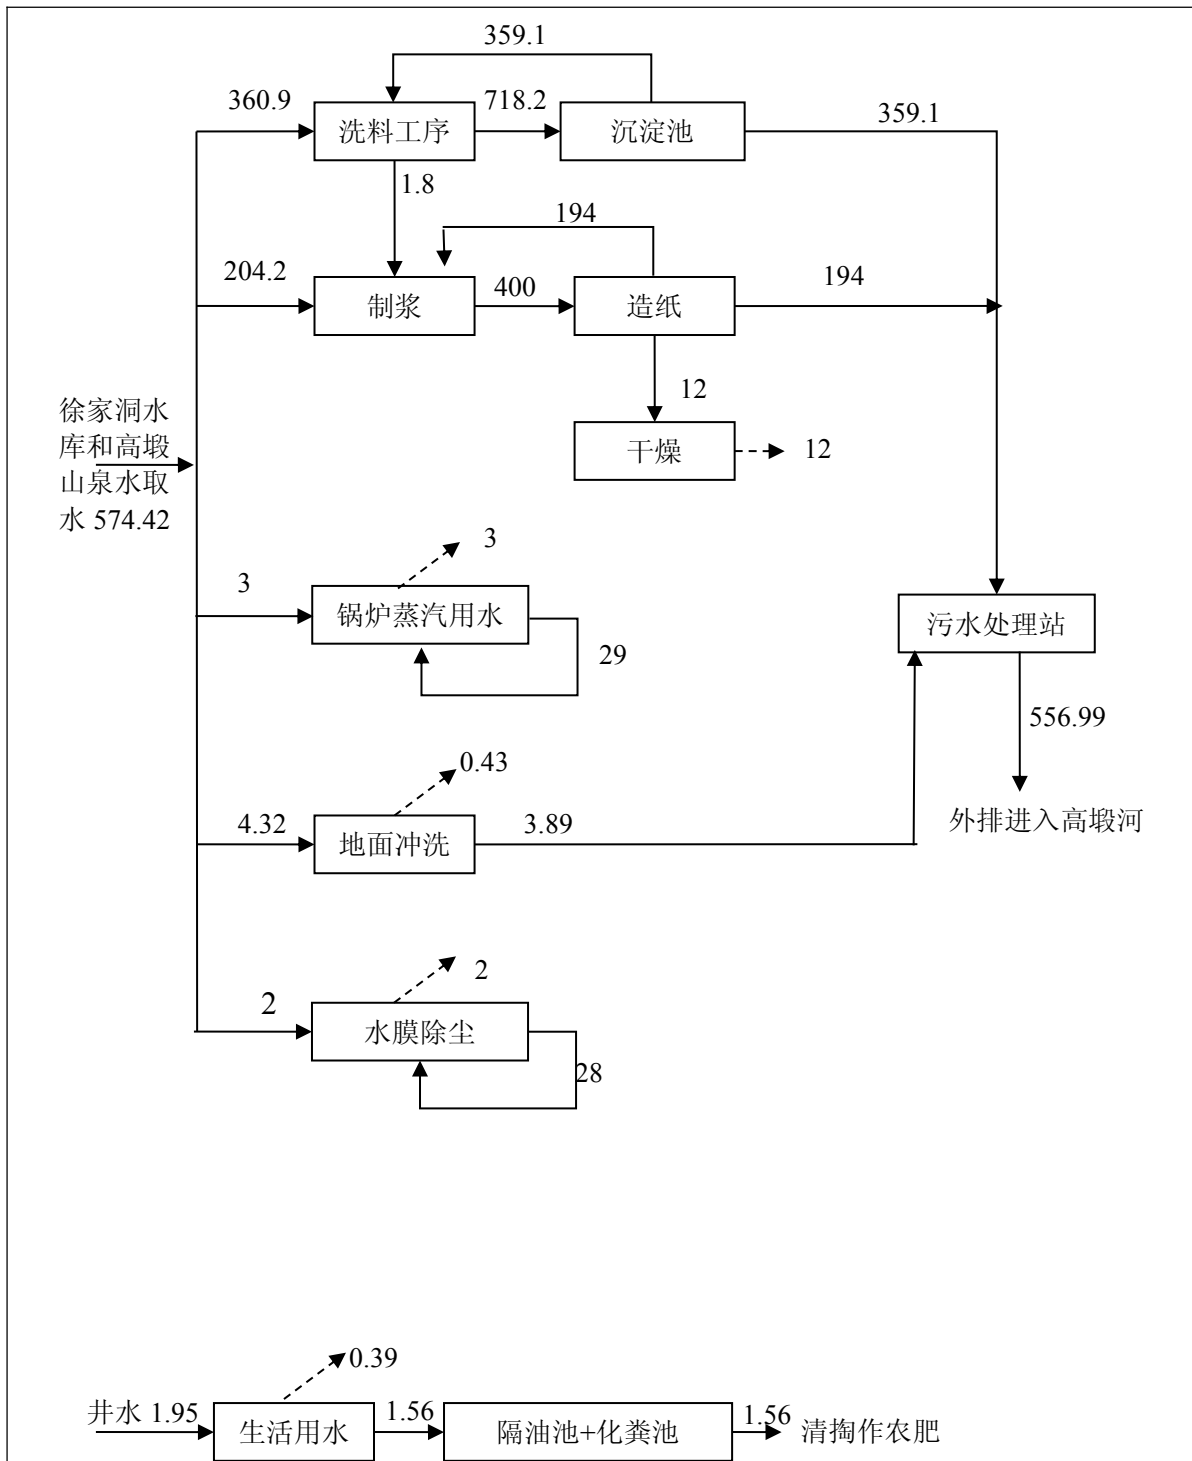 359.1
360.9
718.2
359.1
洗料工序
沉淀池
1.8
194
204.2
400
194
制浆
造纸
12
徐家洞水
库和高塅
山泉水取
水 574.42
干燥
12
3
3
锅炉蒸汽用水
29
污水处理站
556.99
0.43
4.32
3.89
地面冲洗
外排进入高塅河
2
2
水膜除尘
28
0.39
井水 1.95
生活用水
1.56
隔油池+化粪池
1.56
清掏作农肥